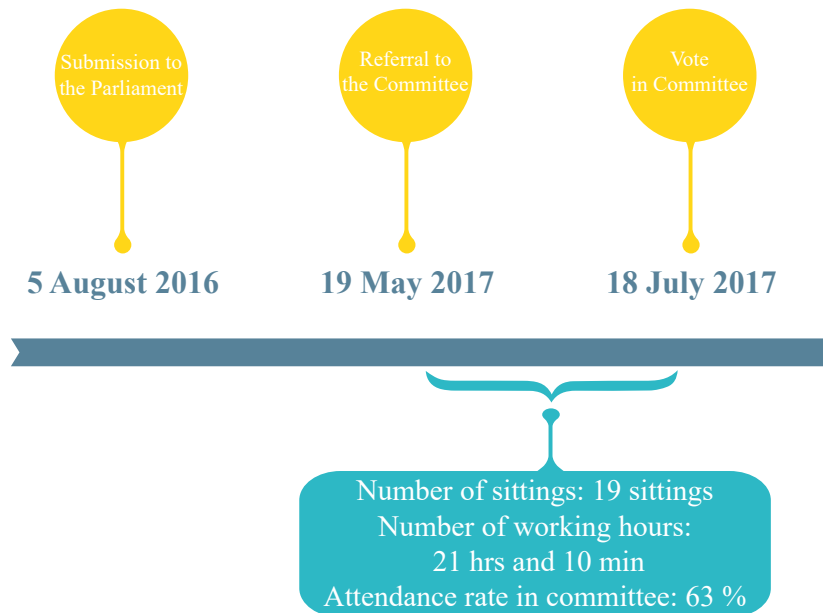 Submission to
the Parliament
Referral to
the Committee
Vote
in Committee
5 August 2016
19 May 2017
18 July 2017
Number of sittings: 19 sittings
Number of working hours:
21 hrs and 10 min
Attendance rate in committee: 63 %